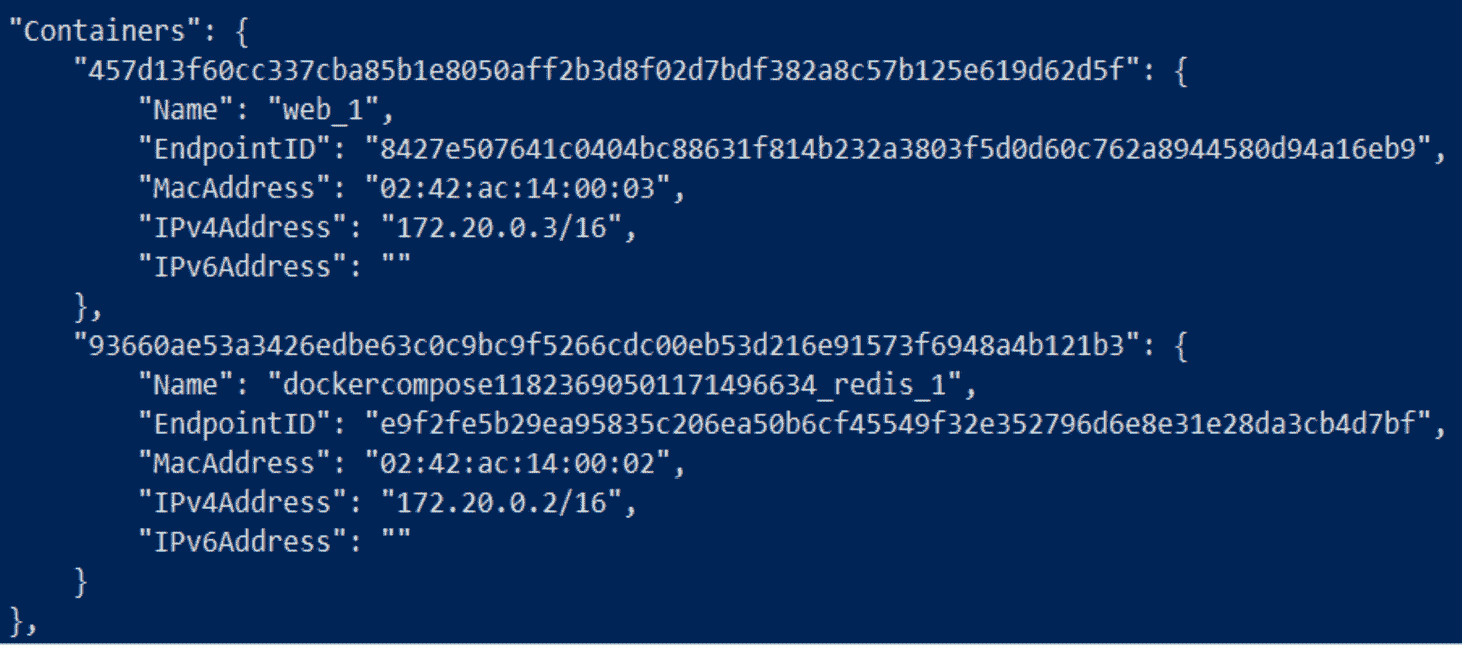 "Containers": {
    "457d13f60cc337cba85b1e8050aff2b3d8f02d7bdf382a8c57b125e619d62d5f": {
        "Name": "web_1",
        "EndpointID": "8427e507641c0404bc88631f814b232a3803f5d0d60c762a8944580d94a16eb9",
        "MacAddress": "02:42:ac:14:00:03",
        "IPv4Address": "172.20.0.3/16",
        "IPv6Address": ""
    },
    "93660ae53a3426edbe63c0c9bc9f5266cdc00eb53d216e91573f6948a4b121b3": {
        "Name": "dockercompose11823690501171496634_redis_1",
        "EndpointID": "e9f2fe5b29ea95835c206ea50b6cf45549f32e352796d6e8e31e28da3cb4d7bf",
        "MacAddress": "02:42:ac:14:00:02",
        "IPv4Address": "172.20.0.2/16",
        "IPv6Address": ""
    }
},